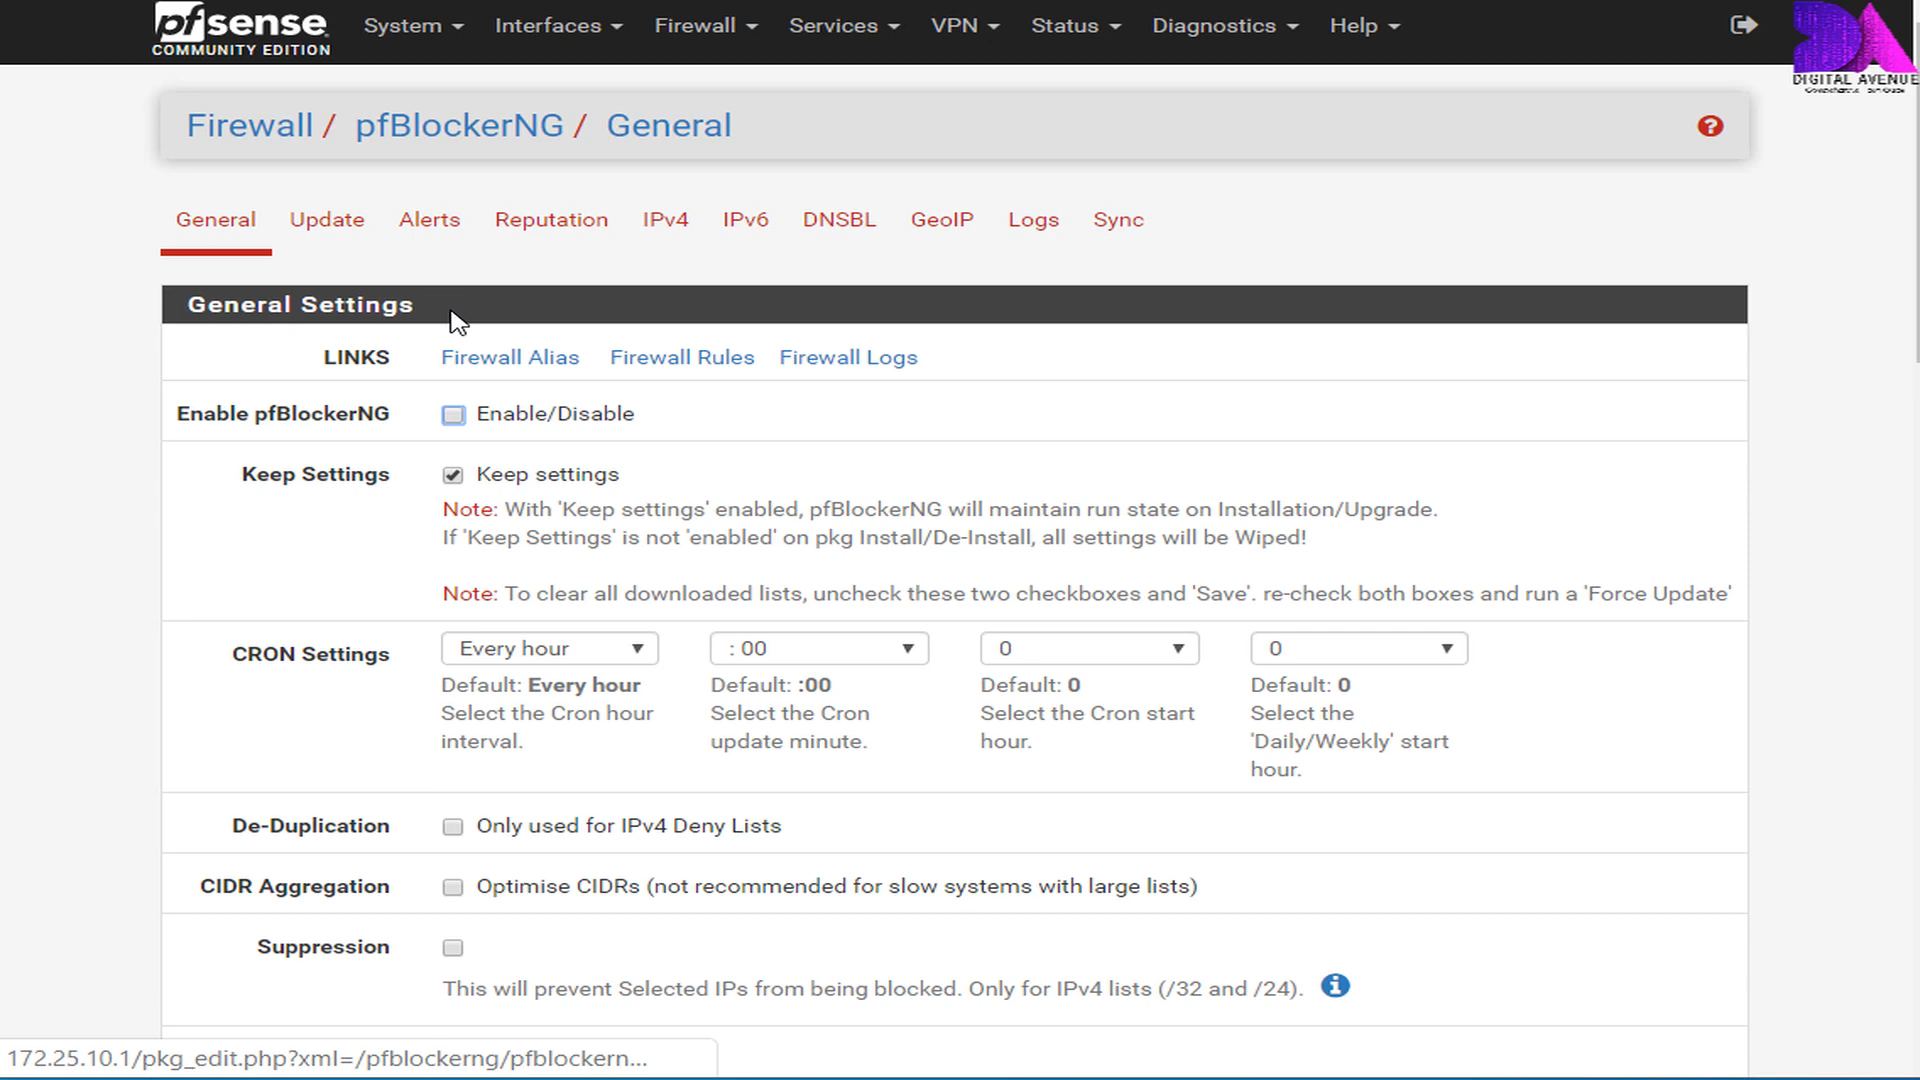 pfsense System Interfaces Firewall Services VPN Status Diagnostics Help
COMMUNITY EDITION
DIGITAL AVENUE
Firewall / pfBlockerNG / General
General Update Alerts Reputation IPv4 IPv6 DNSBL GeoIP Logs Sync
General Settings
LINKS Firewall Alias Firewall Rules Firewall Logs
Enable pfBlockerNG Enable/Disable
Keep Settings Keep settings
Note: With 'Keep settings' enabled, pfBlockerNG will maintain run state on Installation/Upgrade.
If 'Keep Settings' is not 'enabled' on pkg Install/De-Install, all settings will be Wiped!
Note: To clear all downloaded lists, uncheck these two checkboxes and 'Save'. re-check both boxes and run a 'Force Update'
CRON Settings Every hour : 00 0 0
Default: Every hour Default: :00 Default: 0 Default: 0
Select the Cron hour Select the Cron Select the Cron start Select the
interval. update minute. hour. 'Daily/Weekly' start
hour.
De-Duplication Only used for IPv4 Deny Lists
CIDR Aggregation Optimise CIDRs (not recommended for slow systems with large lists)
Suppression
This will prevent Selected IPs from being blocked. Only for IPv4 lists (/32 and /24).
172.25.10.1/pkg_edit.php?xml=/pfblockerng/pfblockern...